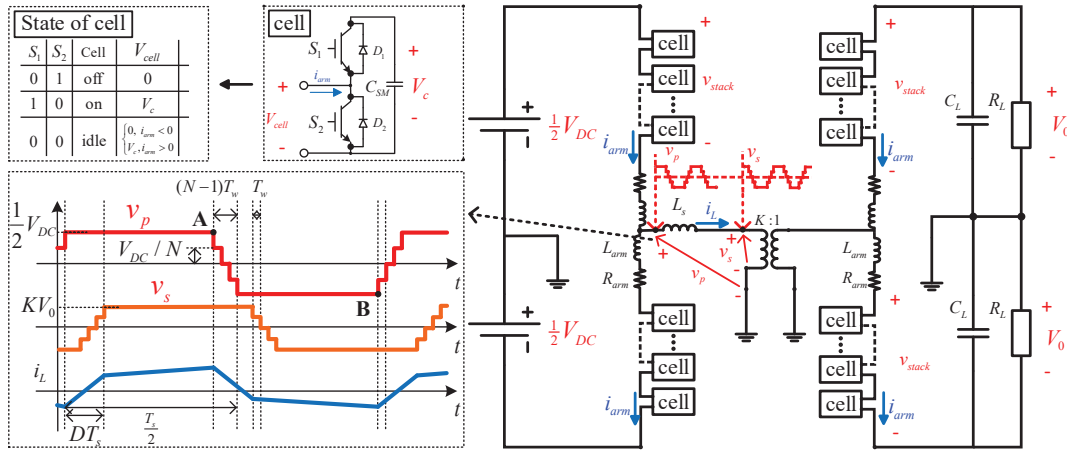 State of cell
S1 S2 Cell Vcell
0 1 off 0
1 0 on Vc
0 0 idle {0, iarm < 0
Vc, iarm > 0
cell
S1
D1
+
iarm
CSM
Vc
+
Vcell
S2
D2
-
-
(N−1)Tw Tw
1/2 VDC
vp
A
VDC / N
B
t
KV0
vs
t
iL
t
DTs
Ts/2
+
1/2 VDC
-
+
1/2 VDC
-
cell
+
cell
vstack
cell
-
iarm
vp
vs
Ls
iL
K:1
+
vp
-
vs
-
Larm
Rarm
cell
cell
cell
iarm
cell
+
cell
vstack
cell
iarm
-
Larm
Rarm
cell
+
cell
vstack
cell
iarm
-
CL
RL
+
V0
-
CL
RL
+
V0
-